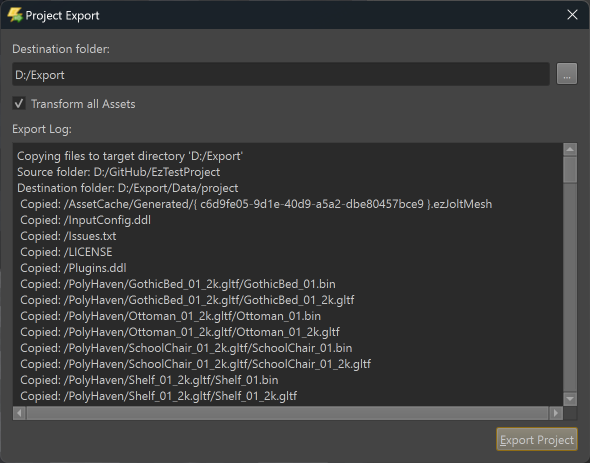 Project Export
Destination folder:
D:/Export
...
Transform all Assets
Export Log:
Copying files to target directory 'D:/Export'
Source folder: D:/GitHub/EzTestProject
Destination folder: D:/Export/Data/project
Copied: /AssetCache/Generated/{ c6d9fe05-9d1e-40d9-a5a2-dbe80457bce9 }.ezJoltMesh
Copied: /InputConfig.ddl
Copied: /Issues.txt
Copied: /LICENSE
Copied: /Plugins.ddl
Copied: /PolyHaven/GothicBed_01_2k.gltf/GothicBed_01.bin
Copied: /PolyHaven/GothicBed_01_2k.gltf/GothicBed_01_2k.gltf
Copied: /PolyHaven/Ottoman_01_2k.gltf/Ottoman_01.bin
Copied: /PolyHaven/Ottoman_01_2k.gltf/Ottoman_01_2k.gltf
Copied: /PolyHaven/SchoolChair_01_2k.gltf/SchoolChair_01.bin
Copied: /PolyHaven/SchoolChair_01_2k.gltf/SchoolChair_01_2k.gltf
Copied: /PolyHaven/Shelf_01_2k.gltf/Shelf_01.bin
Copied: /PolyHaven/Shelf_01_2k.gltf/Shelf_01_2k.gltf
Export Project